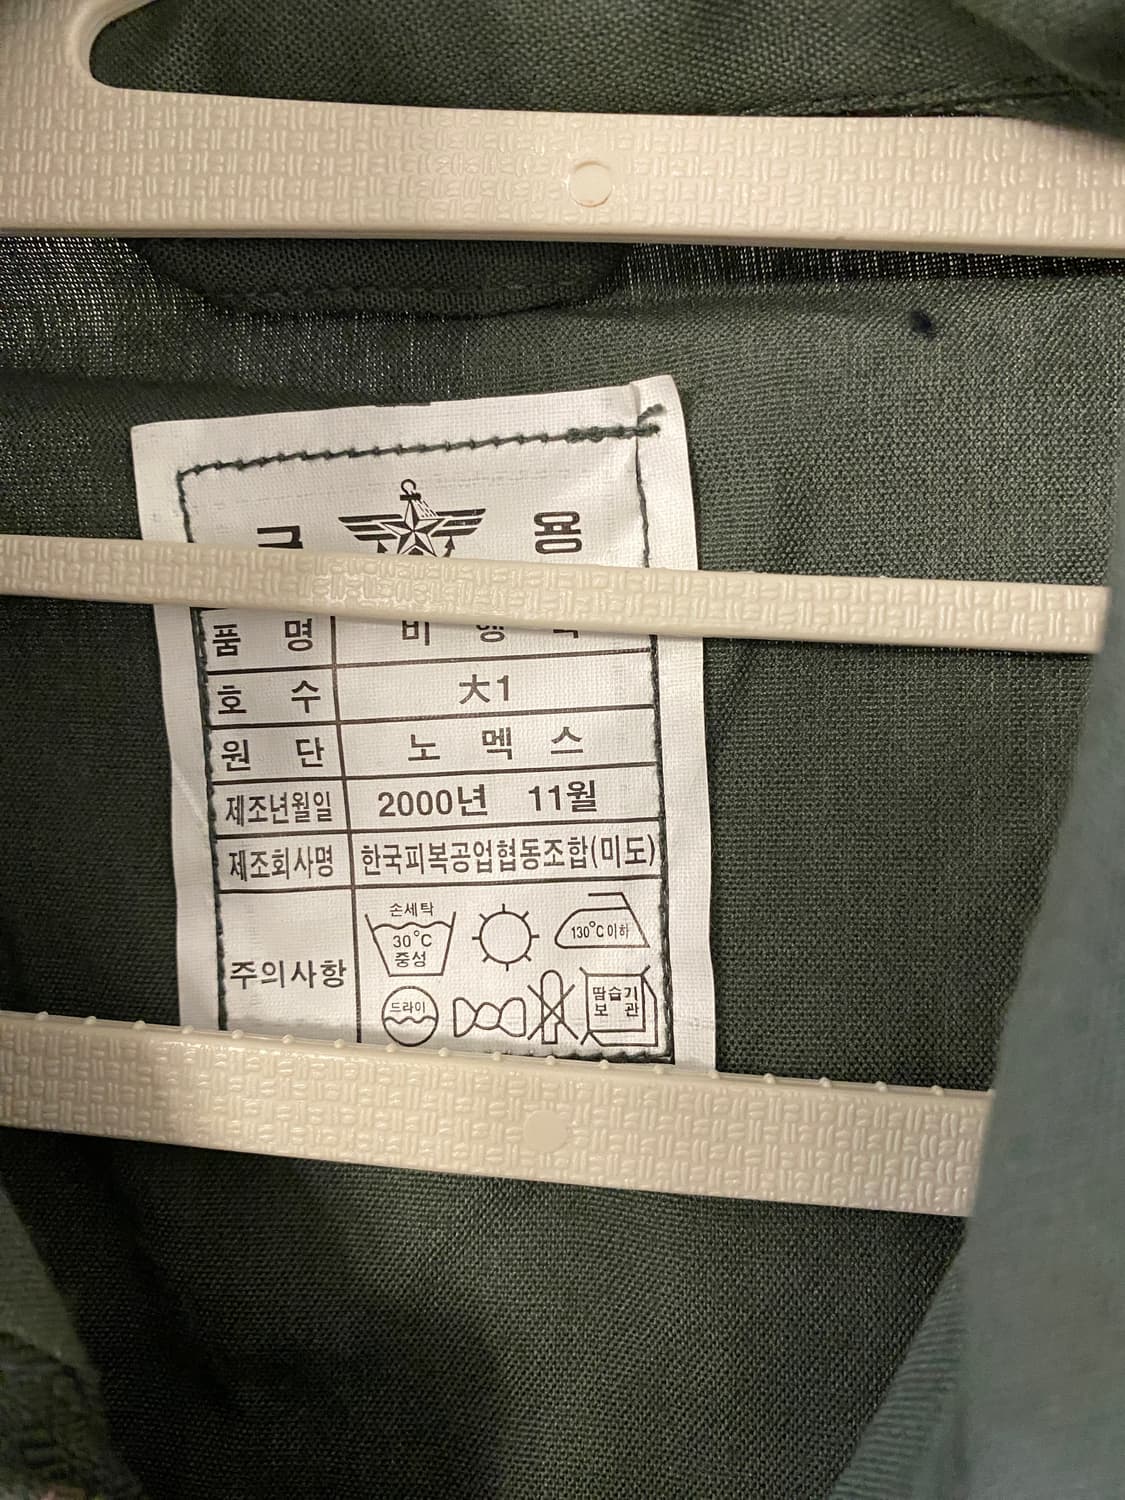 용
품 명
호 수 大1
원 단 노 멕 스
제조년월일 2000년 11월
제조회사명 한국피복공업협동조합(미도)
주의사항
손세탁
30°C
중성
130°C이하
드라이
땀습기
보 관